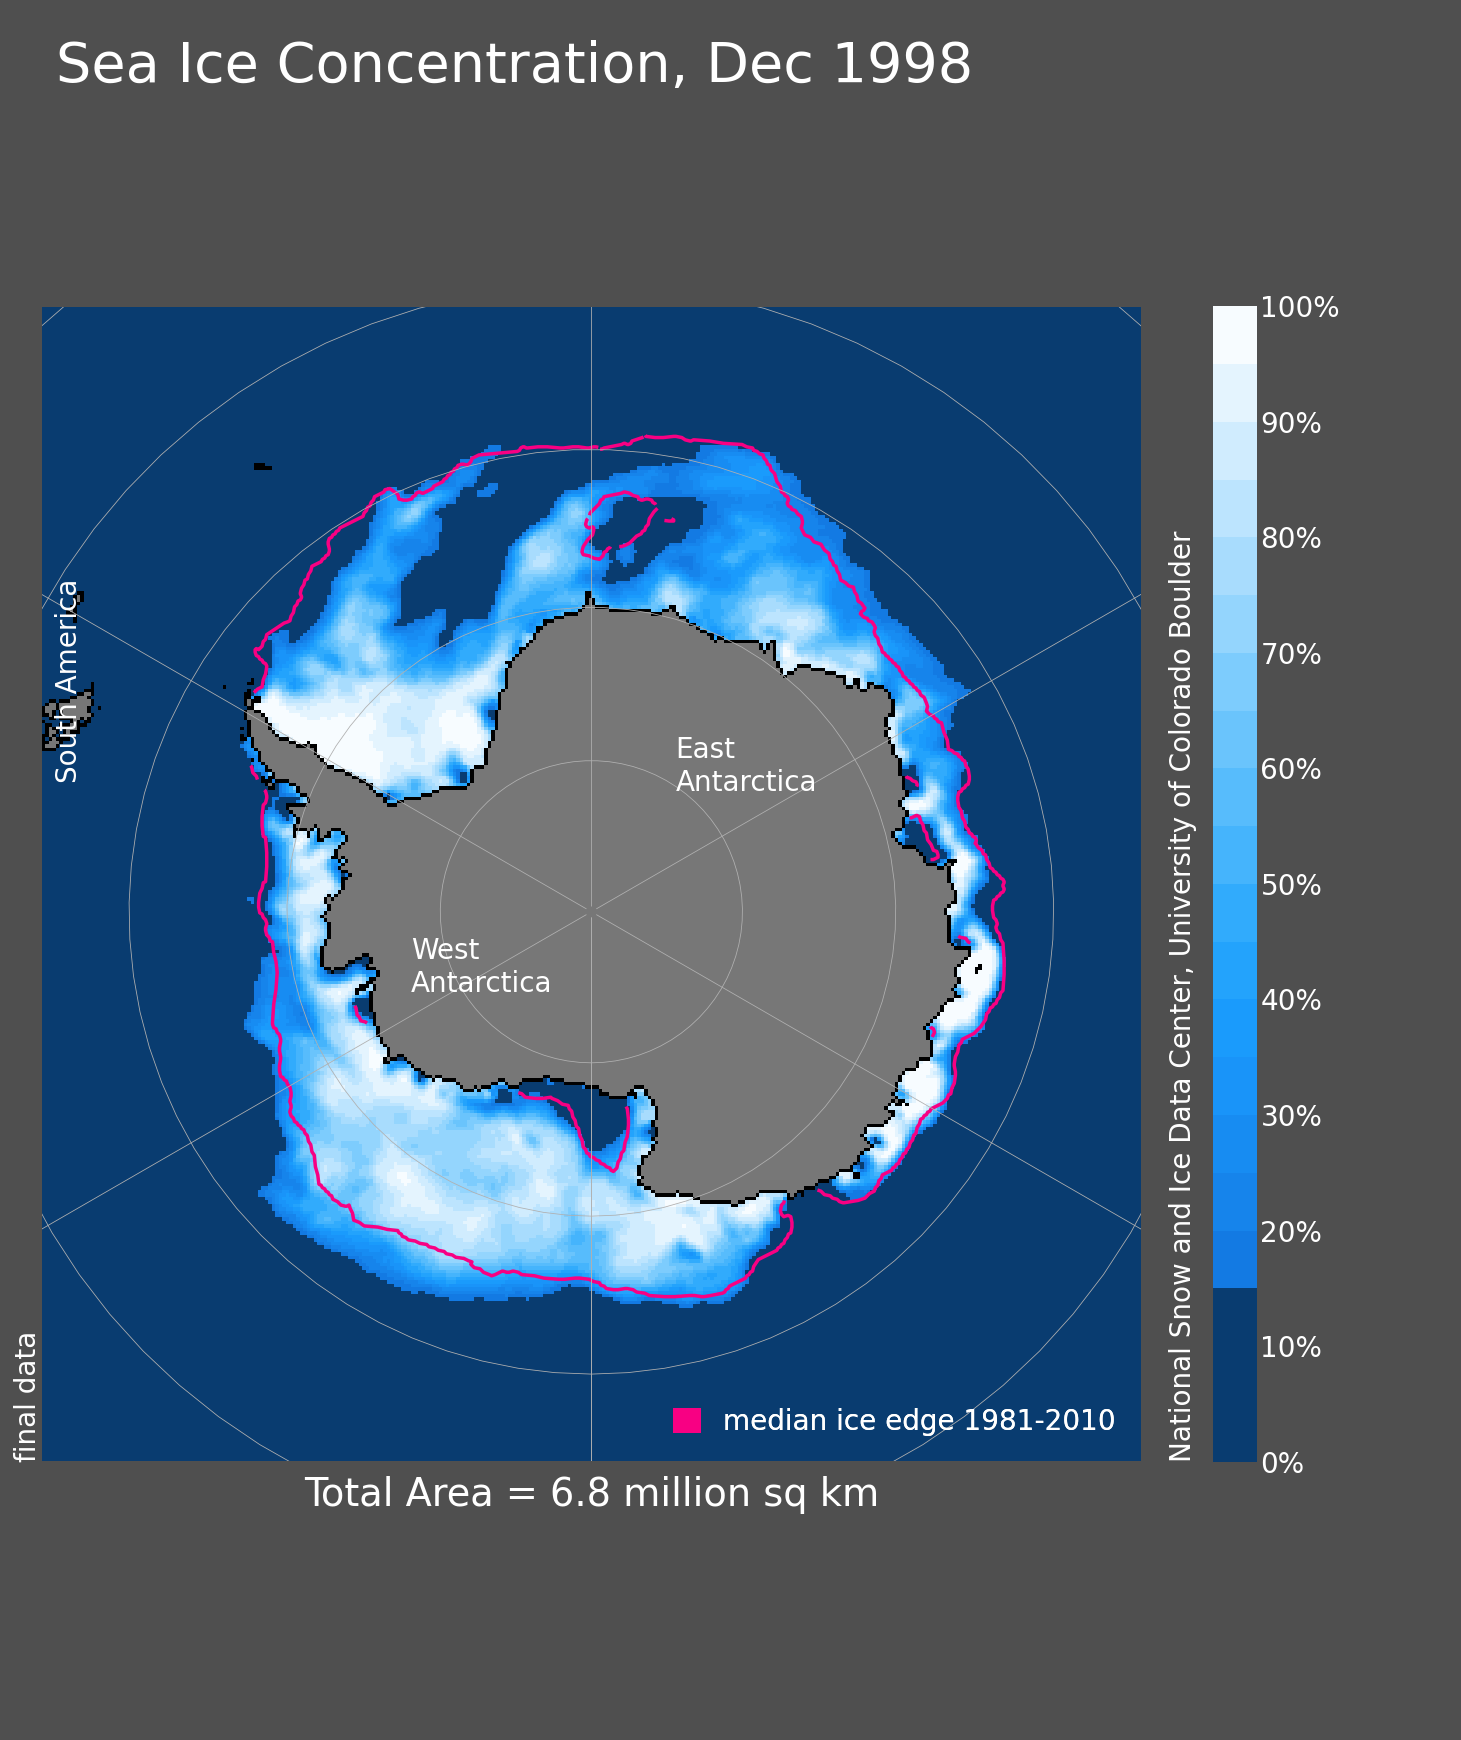 Sea Ice Concentration, Dec 1998
South America
East
Antarctica
West
Antarctica
median ice edge 1981-2010
final data
Total Area = 6.8 million sq km
100%
90%
80%
70%
60%
50%
40%
30%
20%
10%
0%
National Snow and Ice Data Center, University of Colorado Boulder